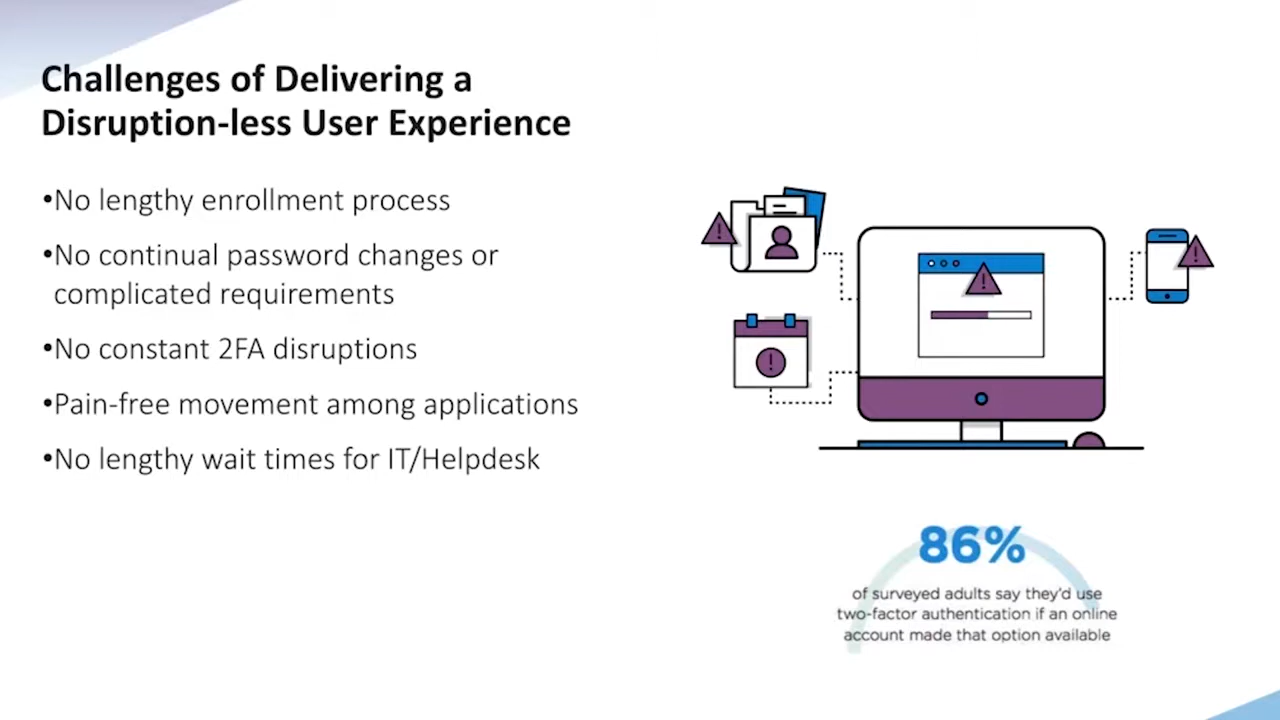 Challenges of Delivering a
Disruption-less User Experience
•No lengthy enrollment process
•No continual password changes or
complicated requirements
•No constant 2FA disruptions
•Pain-free movement among applications
•No lengthy wait times for IT/Helpdesk
86%
of surveyed adults say they'd use
two-factor authentication if an online
account made that option available